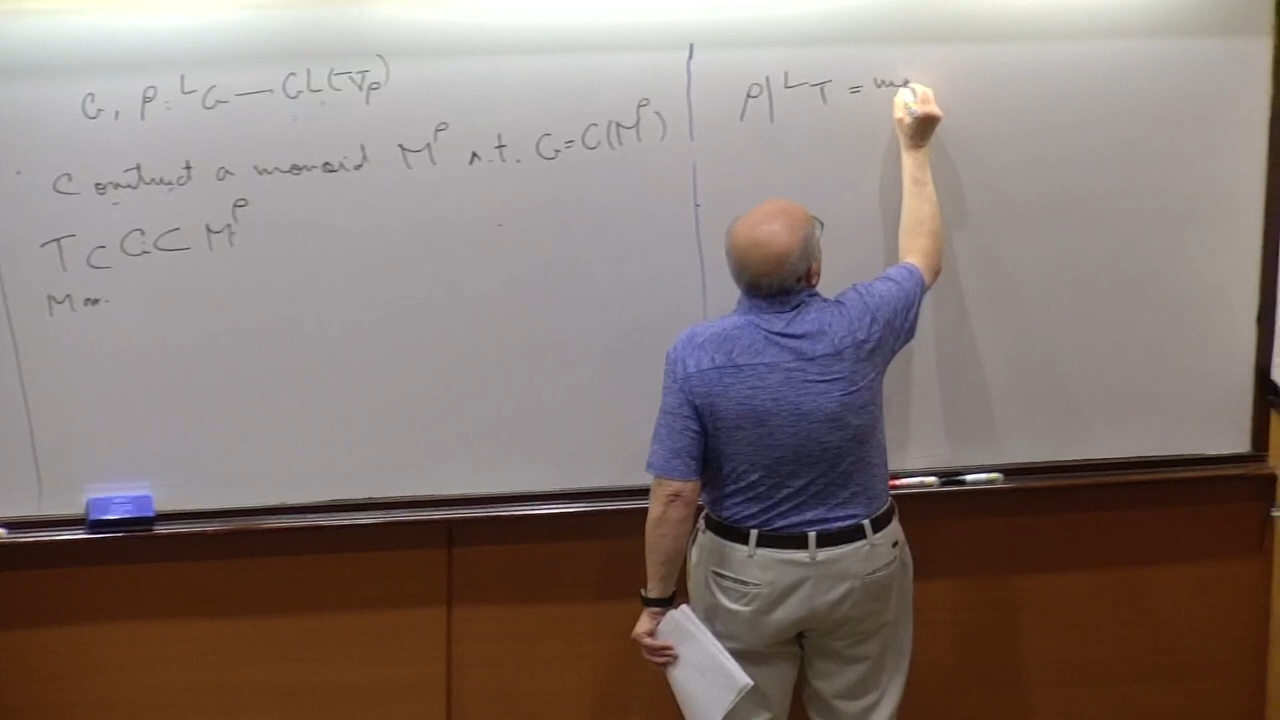 G, ρ: ᴸG — GL(V_ρ)
Construct a monoid M^ρ s.t. G = C(M^ρ)
T ⊂ G ⊂ M^ρ
M
ρ|ᴸT =